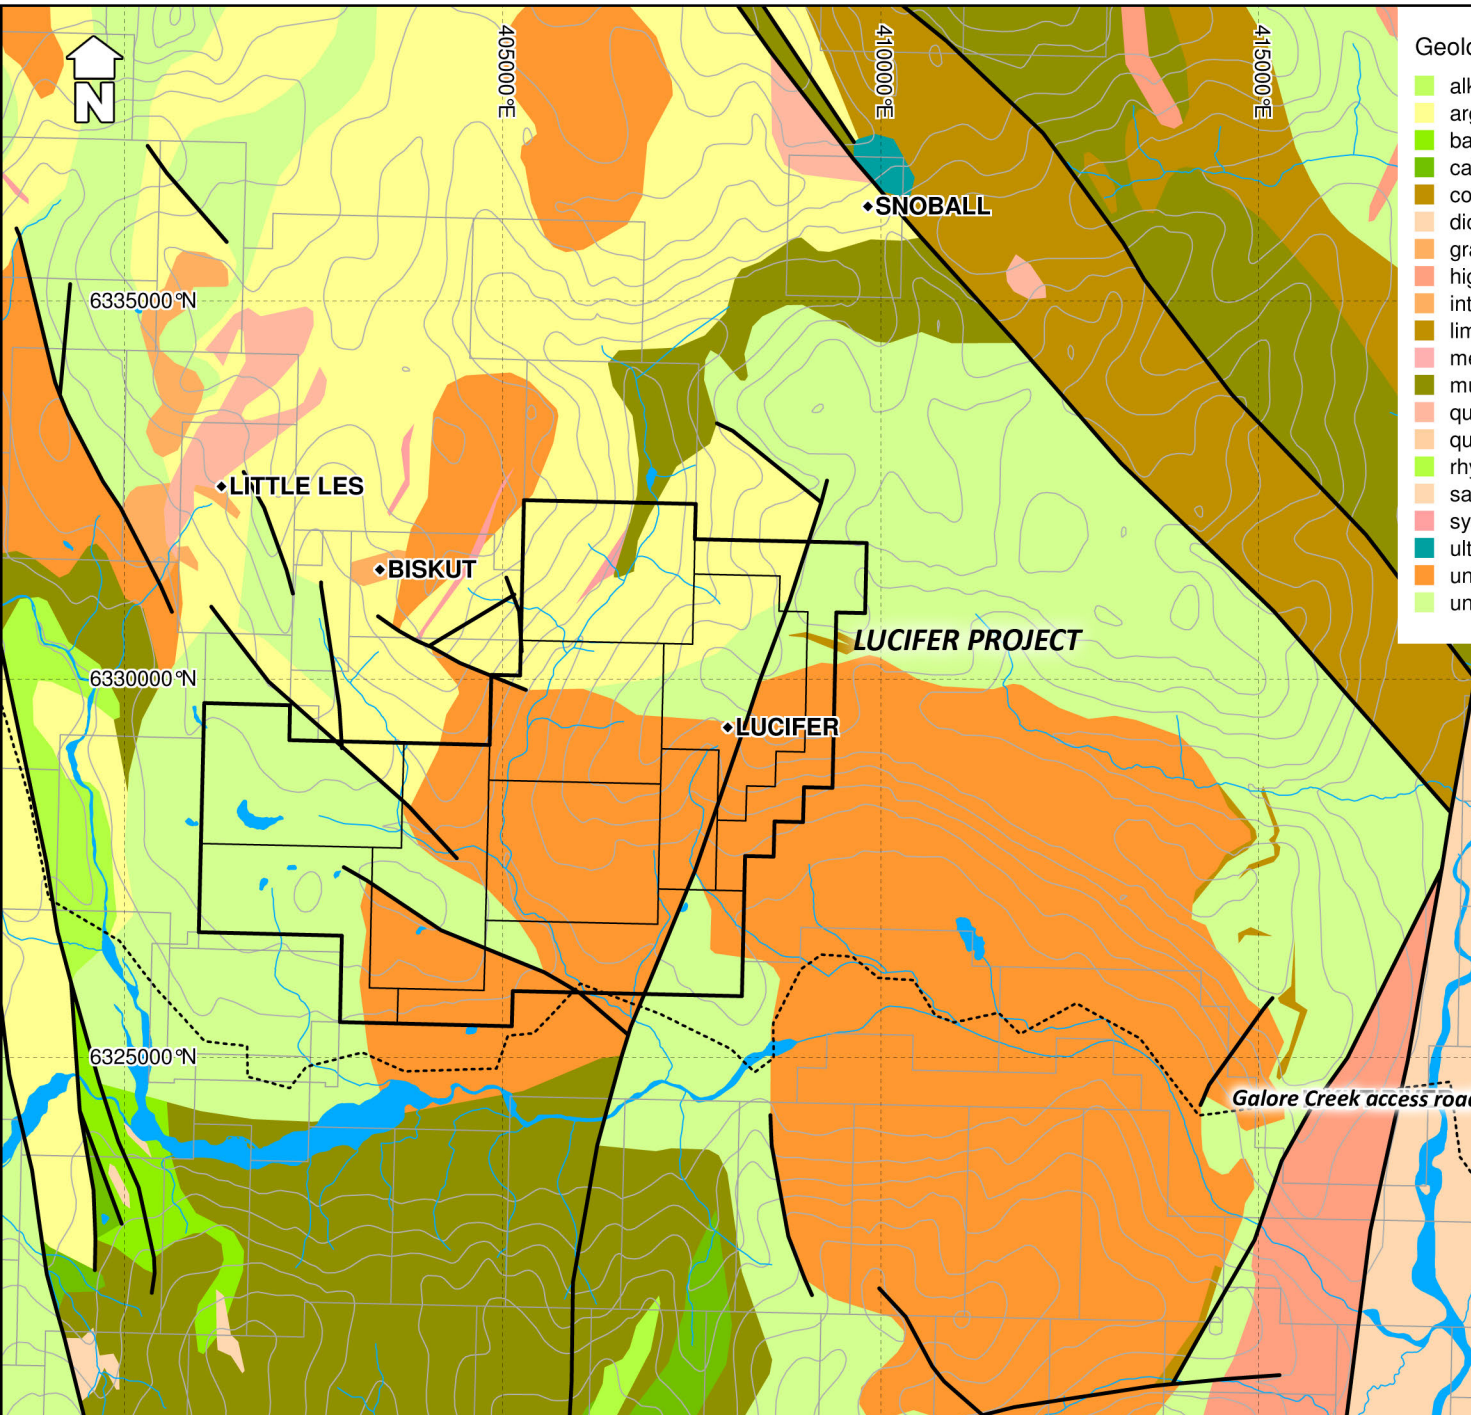 N
405000°E
410000°E
415000°E
SNOBALL
6335000°N
LITTLE LES
BISKUT
LUCIFER PROJECT
6330000°N
LUCIFER
6325000°N
Galore Creek access roa
Geolo
alk
arg
ba
ca
co
dio
gra
hig
int
lim
me
mu
qu
qu
rhy
sa
sy
ult
un
un